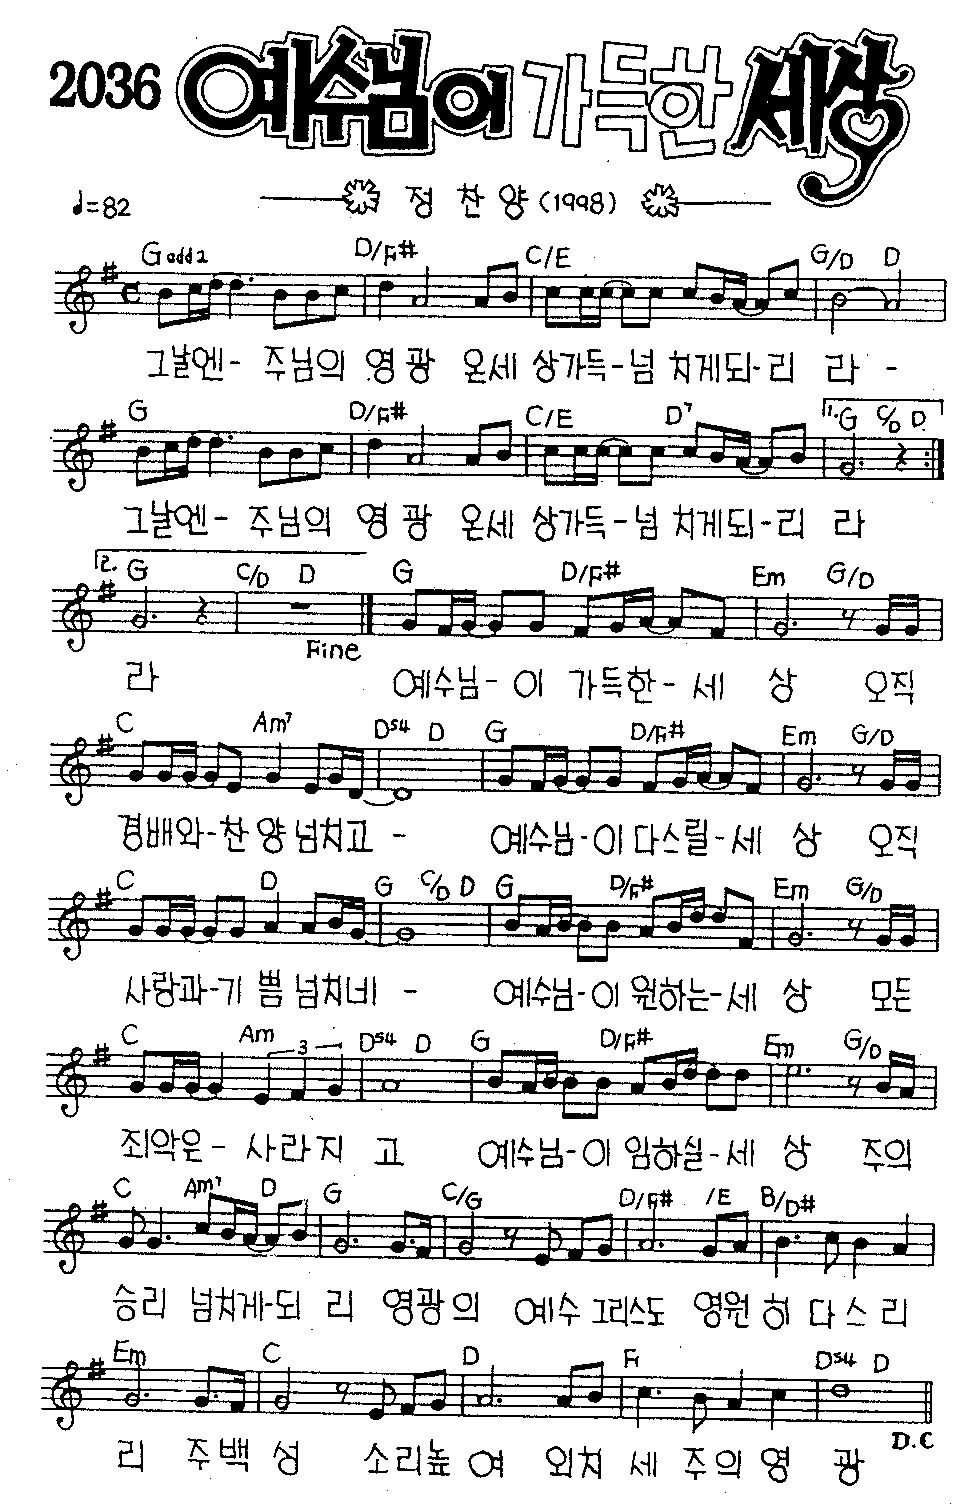 2036 예수님이 가득한 세상
♩=82 정 찬 양 (1998)
G add2 D/F# C/E G/D D
그날엔- 주님의 영 광 온세 상가득-넘 치게되-리 라 -
G D/F# C/E D7 1. G C/D D
그날엔- 주님의 영 광 온세 상가득-넘 치게되-리 라
2. G C/D D G D/F# Em G/D
Fine
라 예수님- 이 가득한- 세 상 오직
C Am7 Ds4 D G D/F# Em G/D
경배와-찬 양 넘치고 - 예수님-이 다스릴-세 상 오직
C D G C/D D G D/F# Em G/D
사랑과-기 쁨 넘치네 - 예수님-이 원하는-세 상 모든
C Am 3 Ds4 D G D/F# Em G/D
죄악은- 사라지 고 예수님-이 임하실-세 상 주의
C Am7 D G C/G D/F# /E B/D#
승리 넘치게-되 리 영광의 예수 그리스도 영원 히 다 스 리
Em C D F Ds4 D
D.C
리 주백 성 소리높 여 외쳐 세 주의 영 광